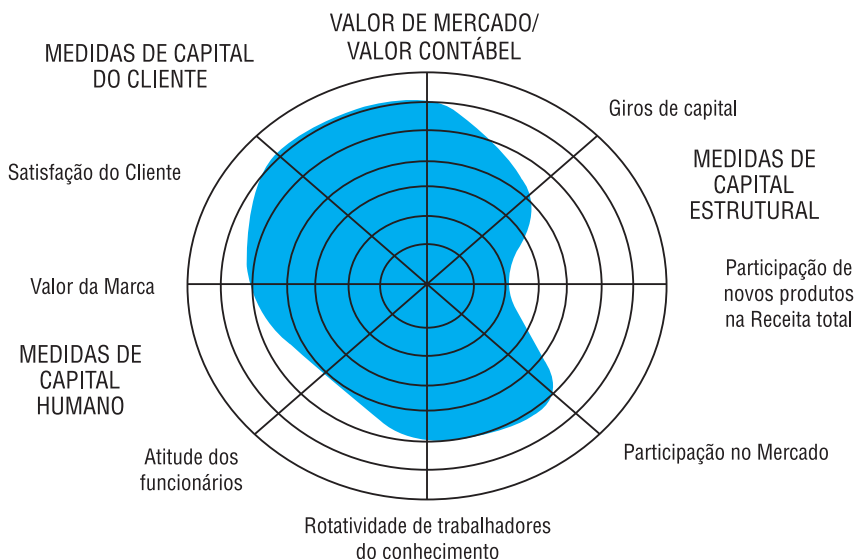 VALOR DE MERCADO/
VALOR CONTÁBEL
MEDIDAS DE CAPITAL
DO CLIENTE
Giros de capital
Satisfação do Cliente
MEDIDAS DE
CAPITAL
ESTRUTURAL
Valor da Marca
Participação de
novos produtos
na Receita total
MEDIDAS DE
CAPITAL
HUMANO
Atitude dos
funcionários
Participação no Mercado
Rotatividade de trabalhadores
do conhecimento